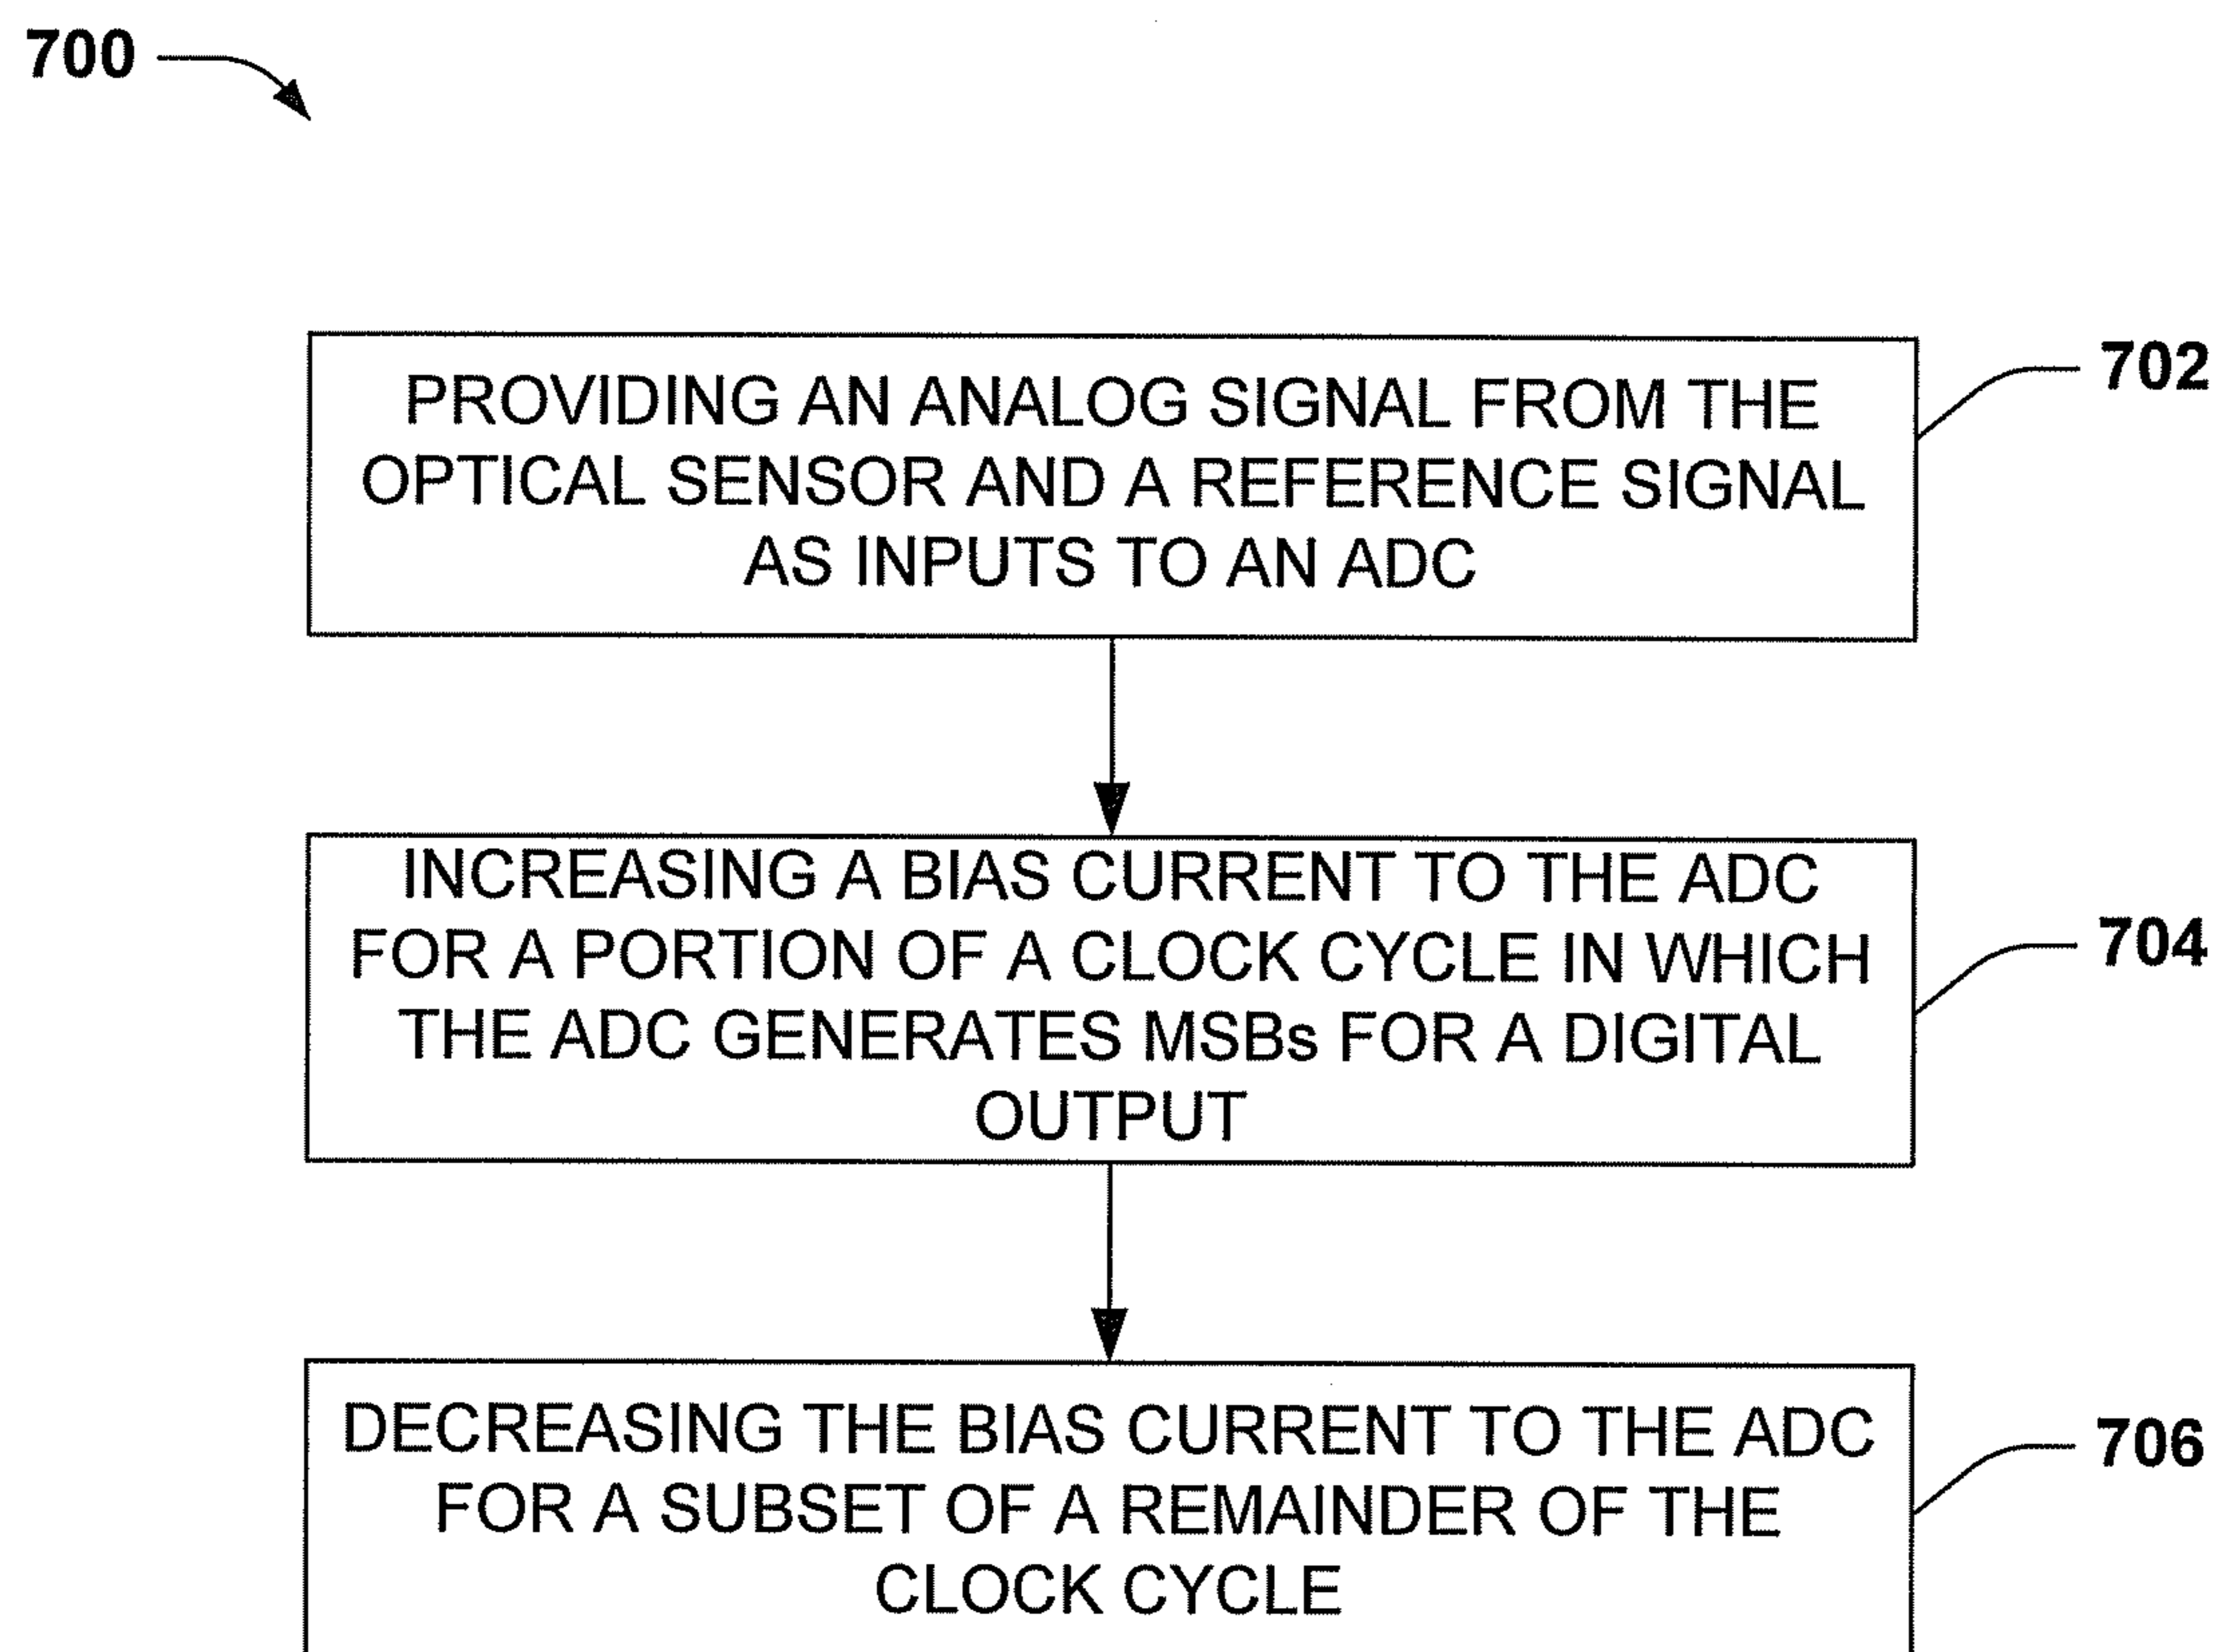 700
PROVIDING AN ANALOG SIGNAL FROM THE
OPTICAL SENSOR AND A REFERENCE SIGNAL
AS INPUTS TO AN ADC
702
INCREASING A BIAS CURRENT TO THE ADC
FOR A PORTION OF A CLOCK CYCLE IN WHICH
THE ADC GENERATES MSBs FOR A DIGITAL
OUTPUT
704
DECREASING THE BIAS CURRENT TO THE ADC
FOR A SUBSET OF A REMAINDER OF THE
CLOCK CYCLE
706